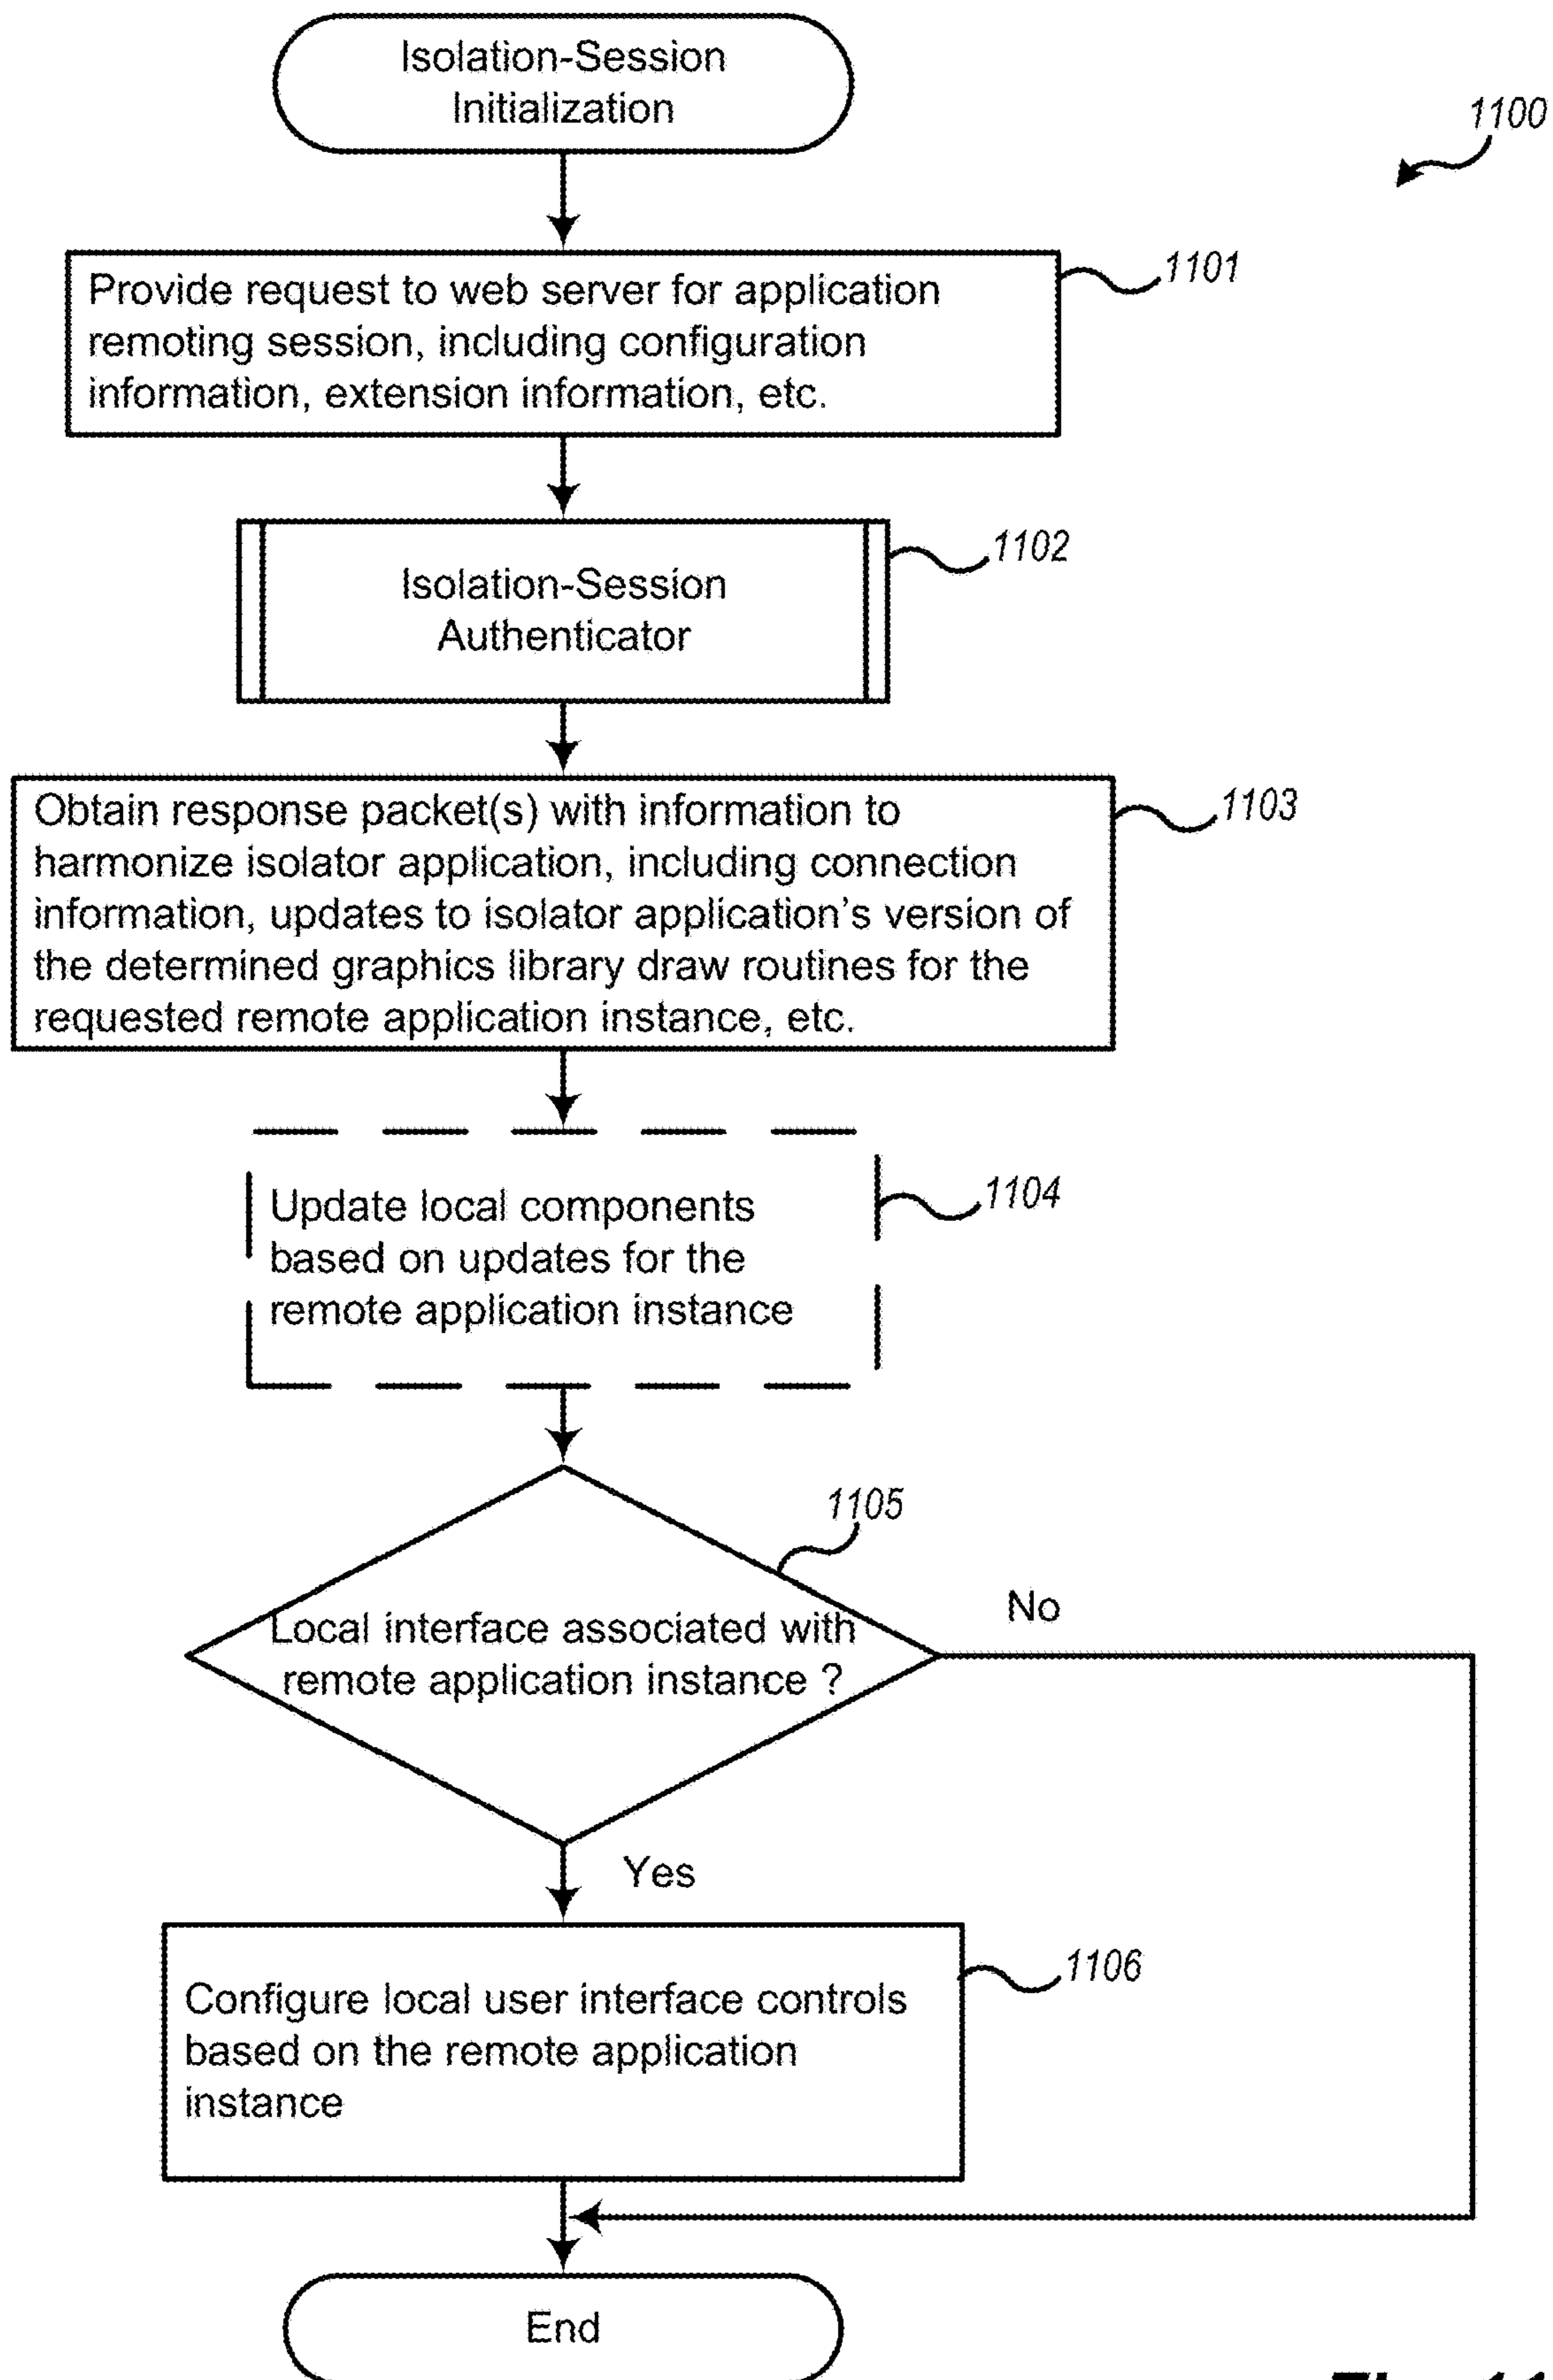 Isolation-Session
Initialization
1100
Provide request to web server for application
remoting session, including configuration
information, extension information, etc.
1101
Isolation-Session
Authenticator
1102
Obtain response packet(s) with information to
harmonize isolator application, including connection
information, updates to isolator application's version of
the determined graphics library draw routines for the
requested remote application instance, etc.
1103
Update local components
based on updates for the
remote application instance
1104
1105
Local interface associated with
remote application instance ?
No
Yes
Configure local user interface controls
based on the remote application
instance
1106
End